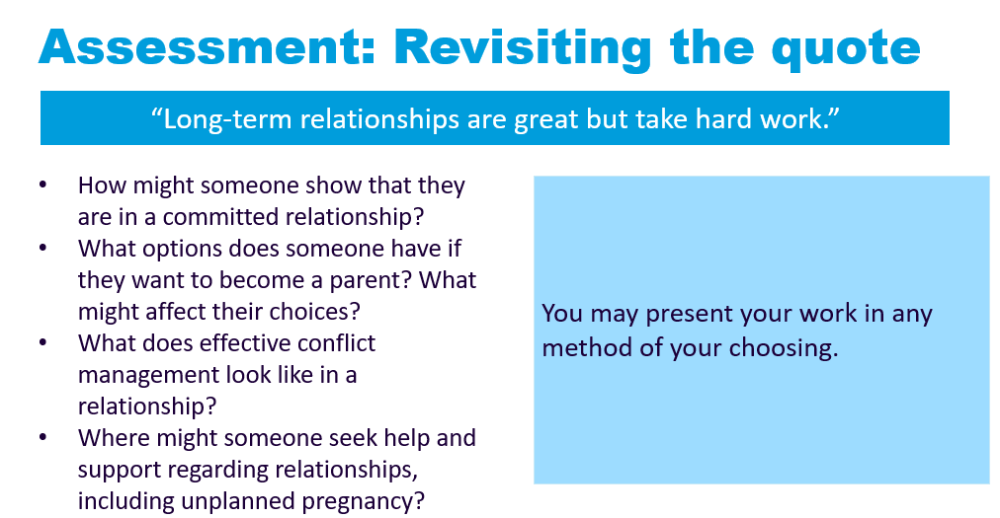 Assessment: Revisiting the quote
“Long-term relationships are great but take hard work.”
• How might someone show that they
are in a committed relationship?
• What options does someone have if
they want to become a parent? What
might affect their choices?
• What does effective conflict
management look like in a
relationship?
• Where might someone seek help and
support regarding relationships,
including unplanned pregnancy?
You may present your work in any
method of your choosing.